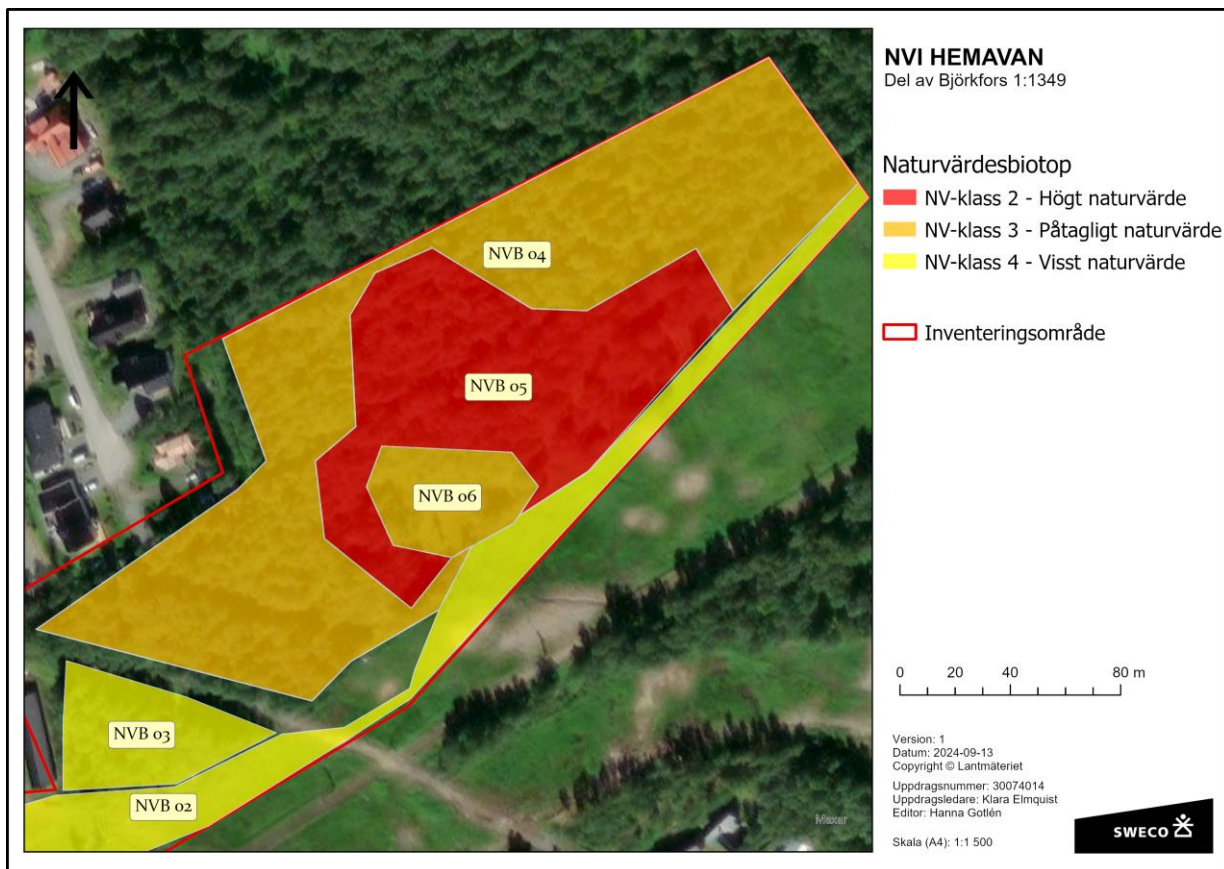 NVI HEMAVAN
Del av Björkfors 1:1349
Naturvärdesbiotop
NV-klass 2 - Högt naturvärde
NV-klass 3 - Påtagligt naturvärde
NV-klass 4 - Visst naturvärde
Inventeringsområde
NVB 04
NVB 05
NVB 06
NVB 03
NVB 02
Maxar
0 20 40 80 m
Version: 1
Datum: 2024-09-13
Copyright © Lantmäteriet
Uppdragsnummer: 30074014
Uppdragsledare: Klara Elmquist
Editor: Hanna Gotlén
Skala (A4): 1:1 500
SWECO